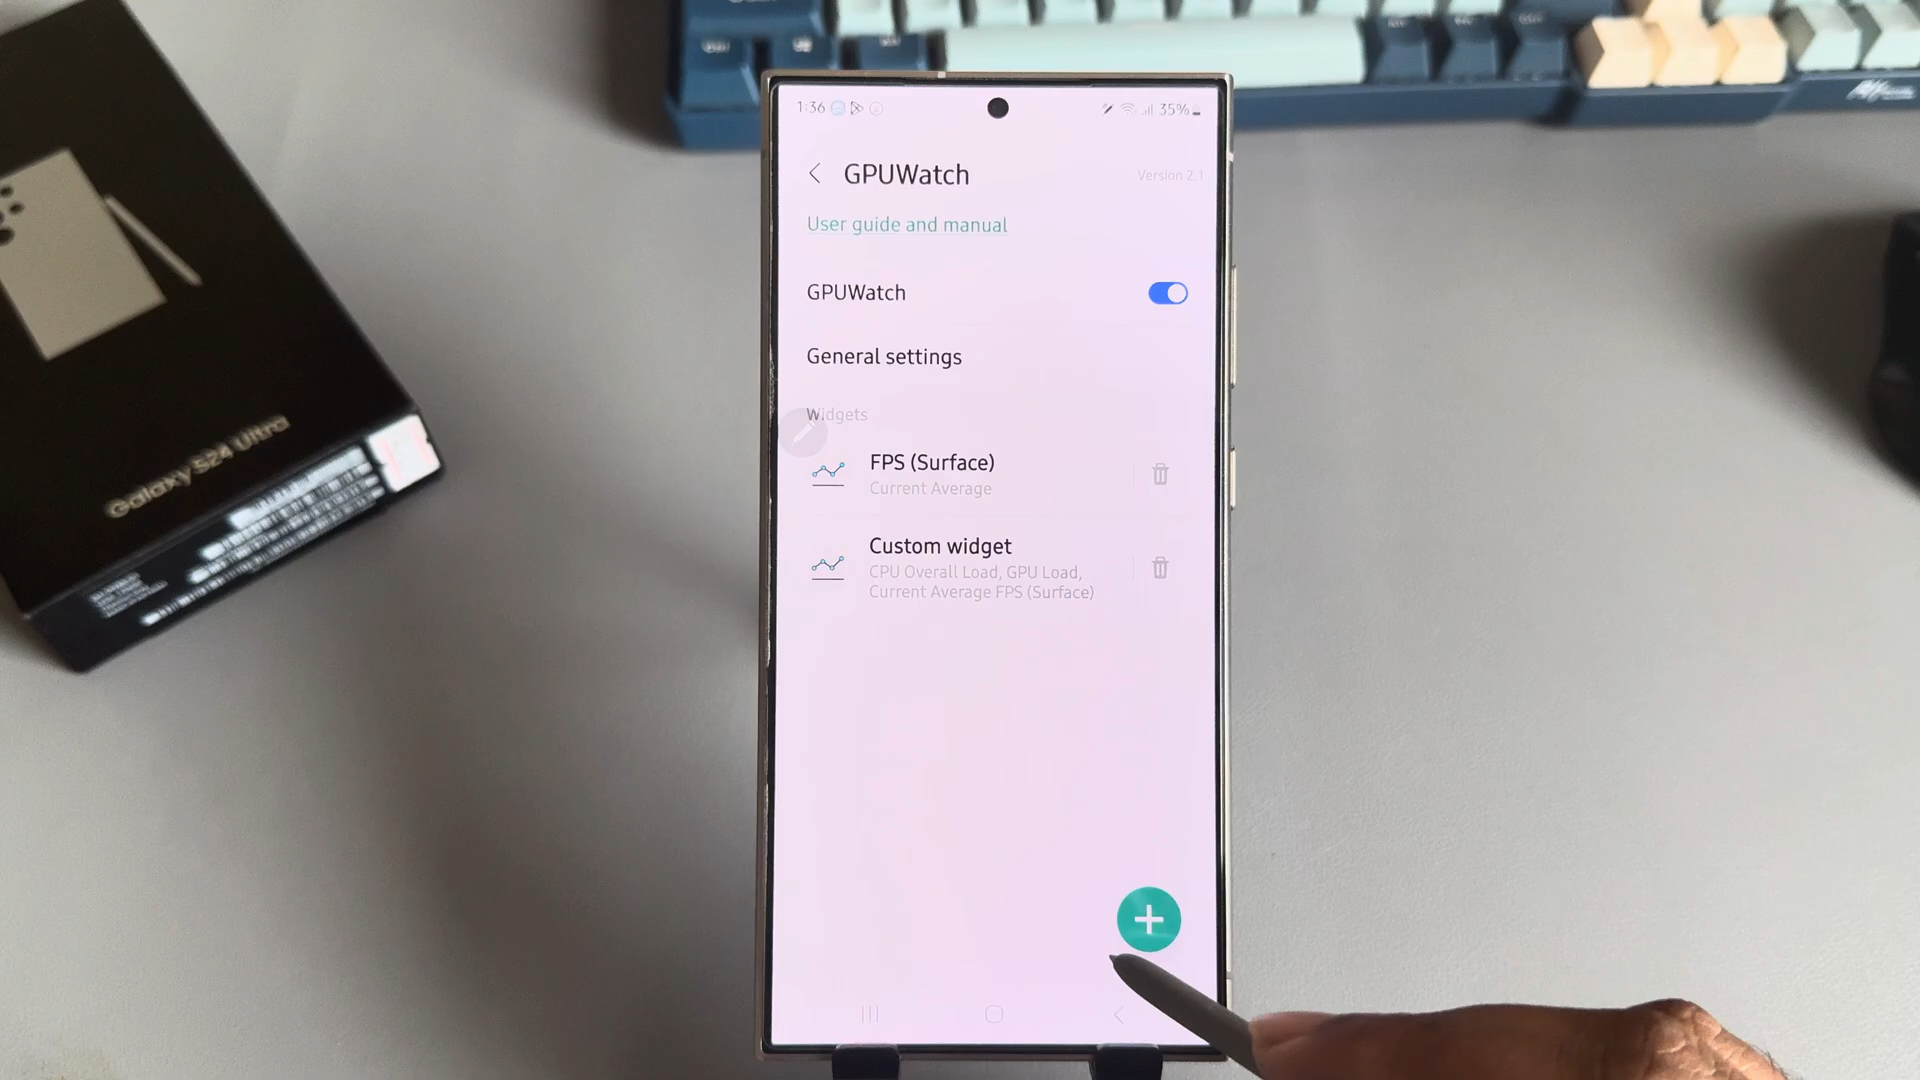 1:36
35%
GPUWatch
Version 2.1
User guide and manual
GPUWatch
General settings
Widgets
FPS (Surface)
Current Average
Custom widget
CPU Overall Load, GPU Load,
Current Average FPS (Surface)
Galaxy S24 Ultra